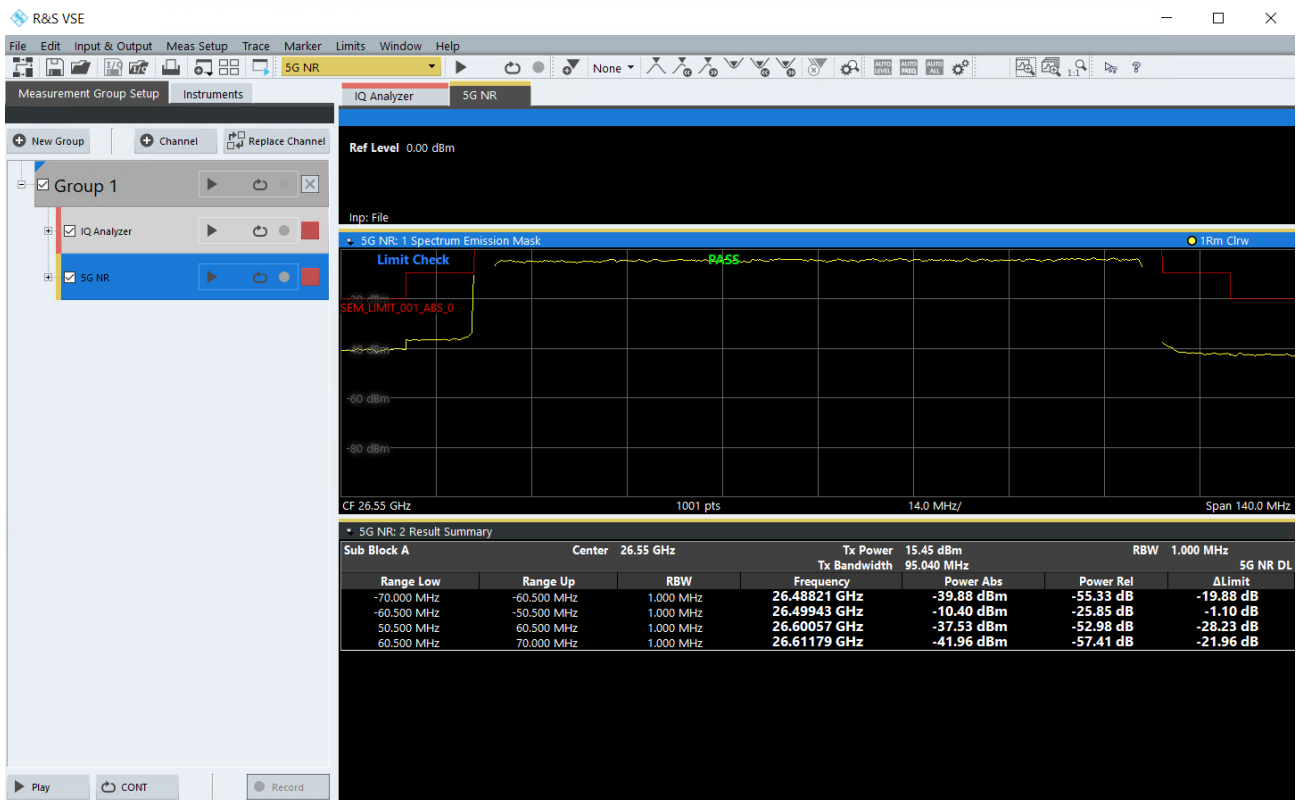 R&S VSE
File Edit Input & Output Meas Setup Trace Marker Limits Window Help
5G NR None
Measurement Group Setup Instruments
IQ Analyzer 5G NR
New Group Channel Replace Channel
Ref Level 0.00 dBm
Group 1
Inp: File
IQ Analyzer
5G NR: 1 Spectrum Emission Mask 1Rm Clrw
Limit Check PASS
5G NR
-20 dBm
SEM_LIMIT_001_ABS_0
-40 dBm
-60 dBm
-80 dBm
CF 26.55 GHz 1001 pts 14.0 MHz/ Span 140.0 MHz
5G NR: 2 Result Summary
Sub Block A Center 26.55 GHz Tx Power 15.45 dBm RBW 1.000 MHz
Tx Bandwidth 95.040 MHz 5G NR DL
Range Low Range Up RBW Frequency Power Abs Power Rel ΔLimit
-70.000 MHz -60.500 MHz 1.000 MHz 26.48821 GHz -39.88 dBm -55.33 dB -19.88 dB
-60.500 MHz -50.500 MHz 1.000 MHz 26.49943 GHz -10.40 dBm -25.85 dB -1.10 dB
50.500 MHz 60.500 MHz 1.000 MHz 26.60057 GHz -37.53 dBm -52.98 dB -28.23 dB
60.500 MHz 70.000 MHz 1.000 MHz 26.61179 GHz -41.96 dBm -57.41 dB -21.96 dB
Play CONT Record